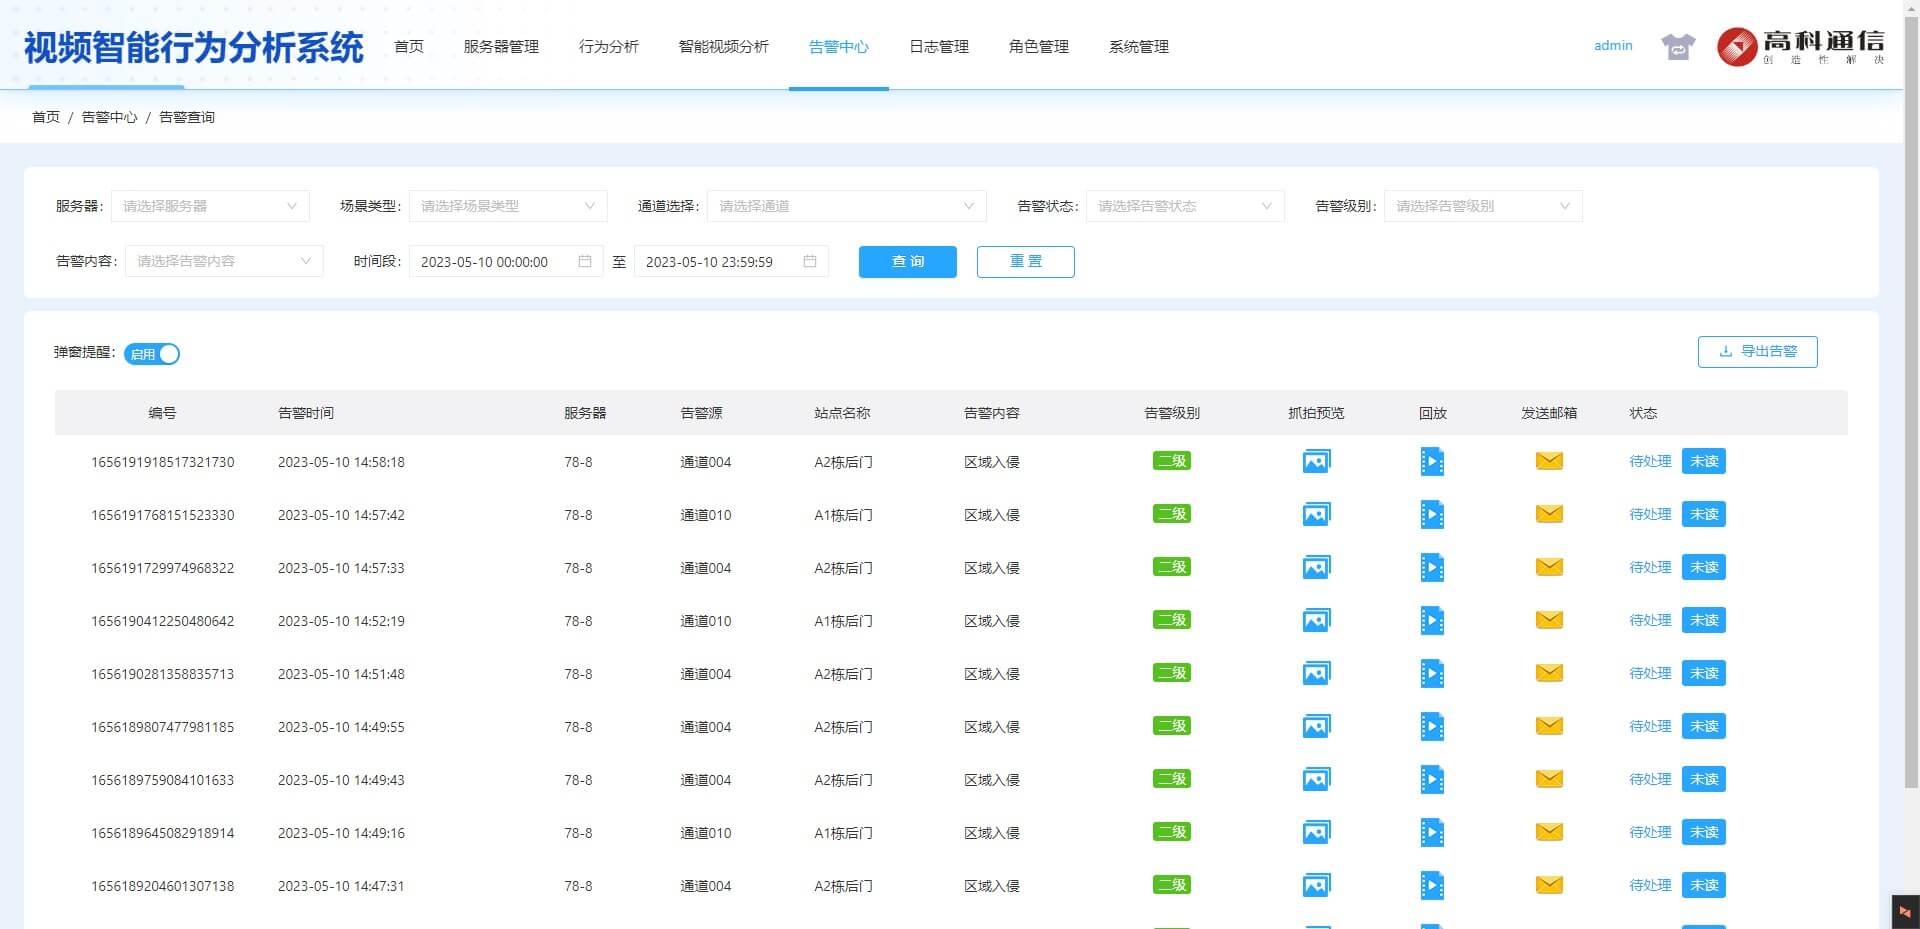 视频智能行为分析系统 首页 服务器管理 行为分析 智能视频分析 告警中心 日志管理 角色管理 系统管理 admin 高科通信
创造性解决
首页 / 告警中心 / 告警查询
服务器: 请选择服务器 场景类型: 请选择场景类型 通道选择: 请选择通道 告警状态: 请选择告警状态 告警级别: 请选择告警级别
告警内容: 请选择告警内容 时间段: 2023-05-10 00:00:00 至 2023-05-10 23:59:59 查询 重置
弹窗提醒: 启用 导出告警
编号 告警时间 服务器 告警源 站点名称 告警内容 告警级别 抓拍预览 回放 发送邮箱 状态
1656191918517321730 2023-05-10 14:58:18 78-8 通道004 A2栋后门 区域入侵 二级 待处理 未读
1656191768151523330 2023-05-10 14:57:42 78-8 通道010 A1栋后门 区域入侵 二级 待处理 未读
1656191729974968322 2023-05-10 14:57:33 78-8 通道004 A2栋后门 区域入侵 二级 待处理 未读
1656190412250480642 2023-05-10 14:52:19 78-8 通道010 A1栋后门 区域入侵 二级 待处理 未读
1656190281358835713 2023-05-10 14:51:48 78-8 通道004 A2栋后门 区域入侵 二级 待处理 未读
1656189807477981185 2023-05-10 14:49:55 78-8 通道004 A2栋后门 区域入侵 二级 待处理 未读
1656189759084101633 2023-05-10 14:49:43 78-8 通道004 A2栋后门 区域入侵 二级 待处理 未读
1656189645082918914 2023-05-10 14:49:16 78-8 通道010 A1栋后门 区域入侵 二级 待处理 未读
1656189204601307138 2023-05-10 14:47:31 78-8 通道004 A2栋后门 区域入侵 二级 待处理 未读